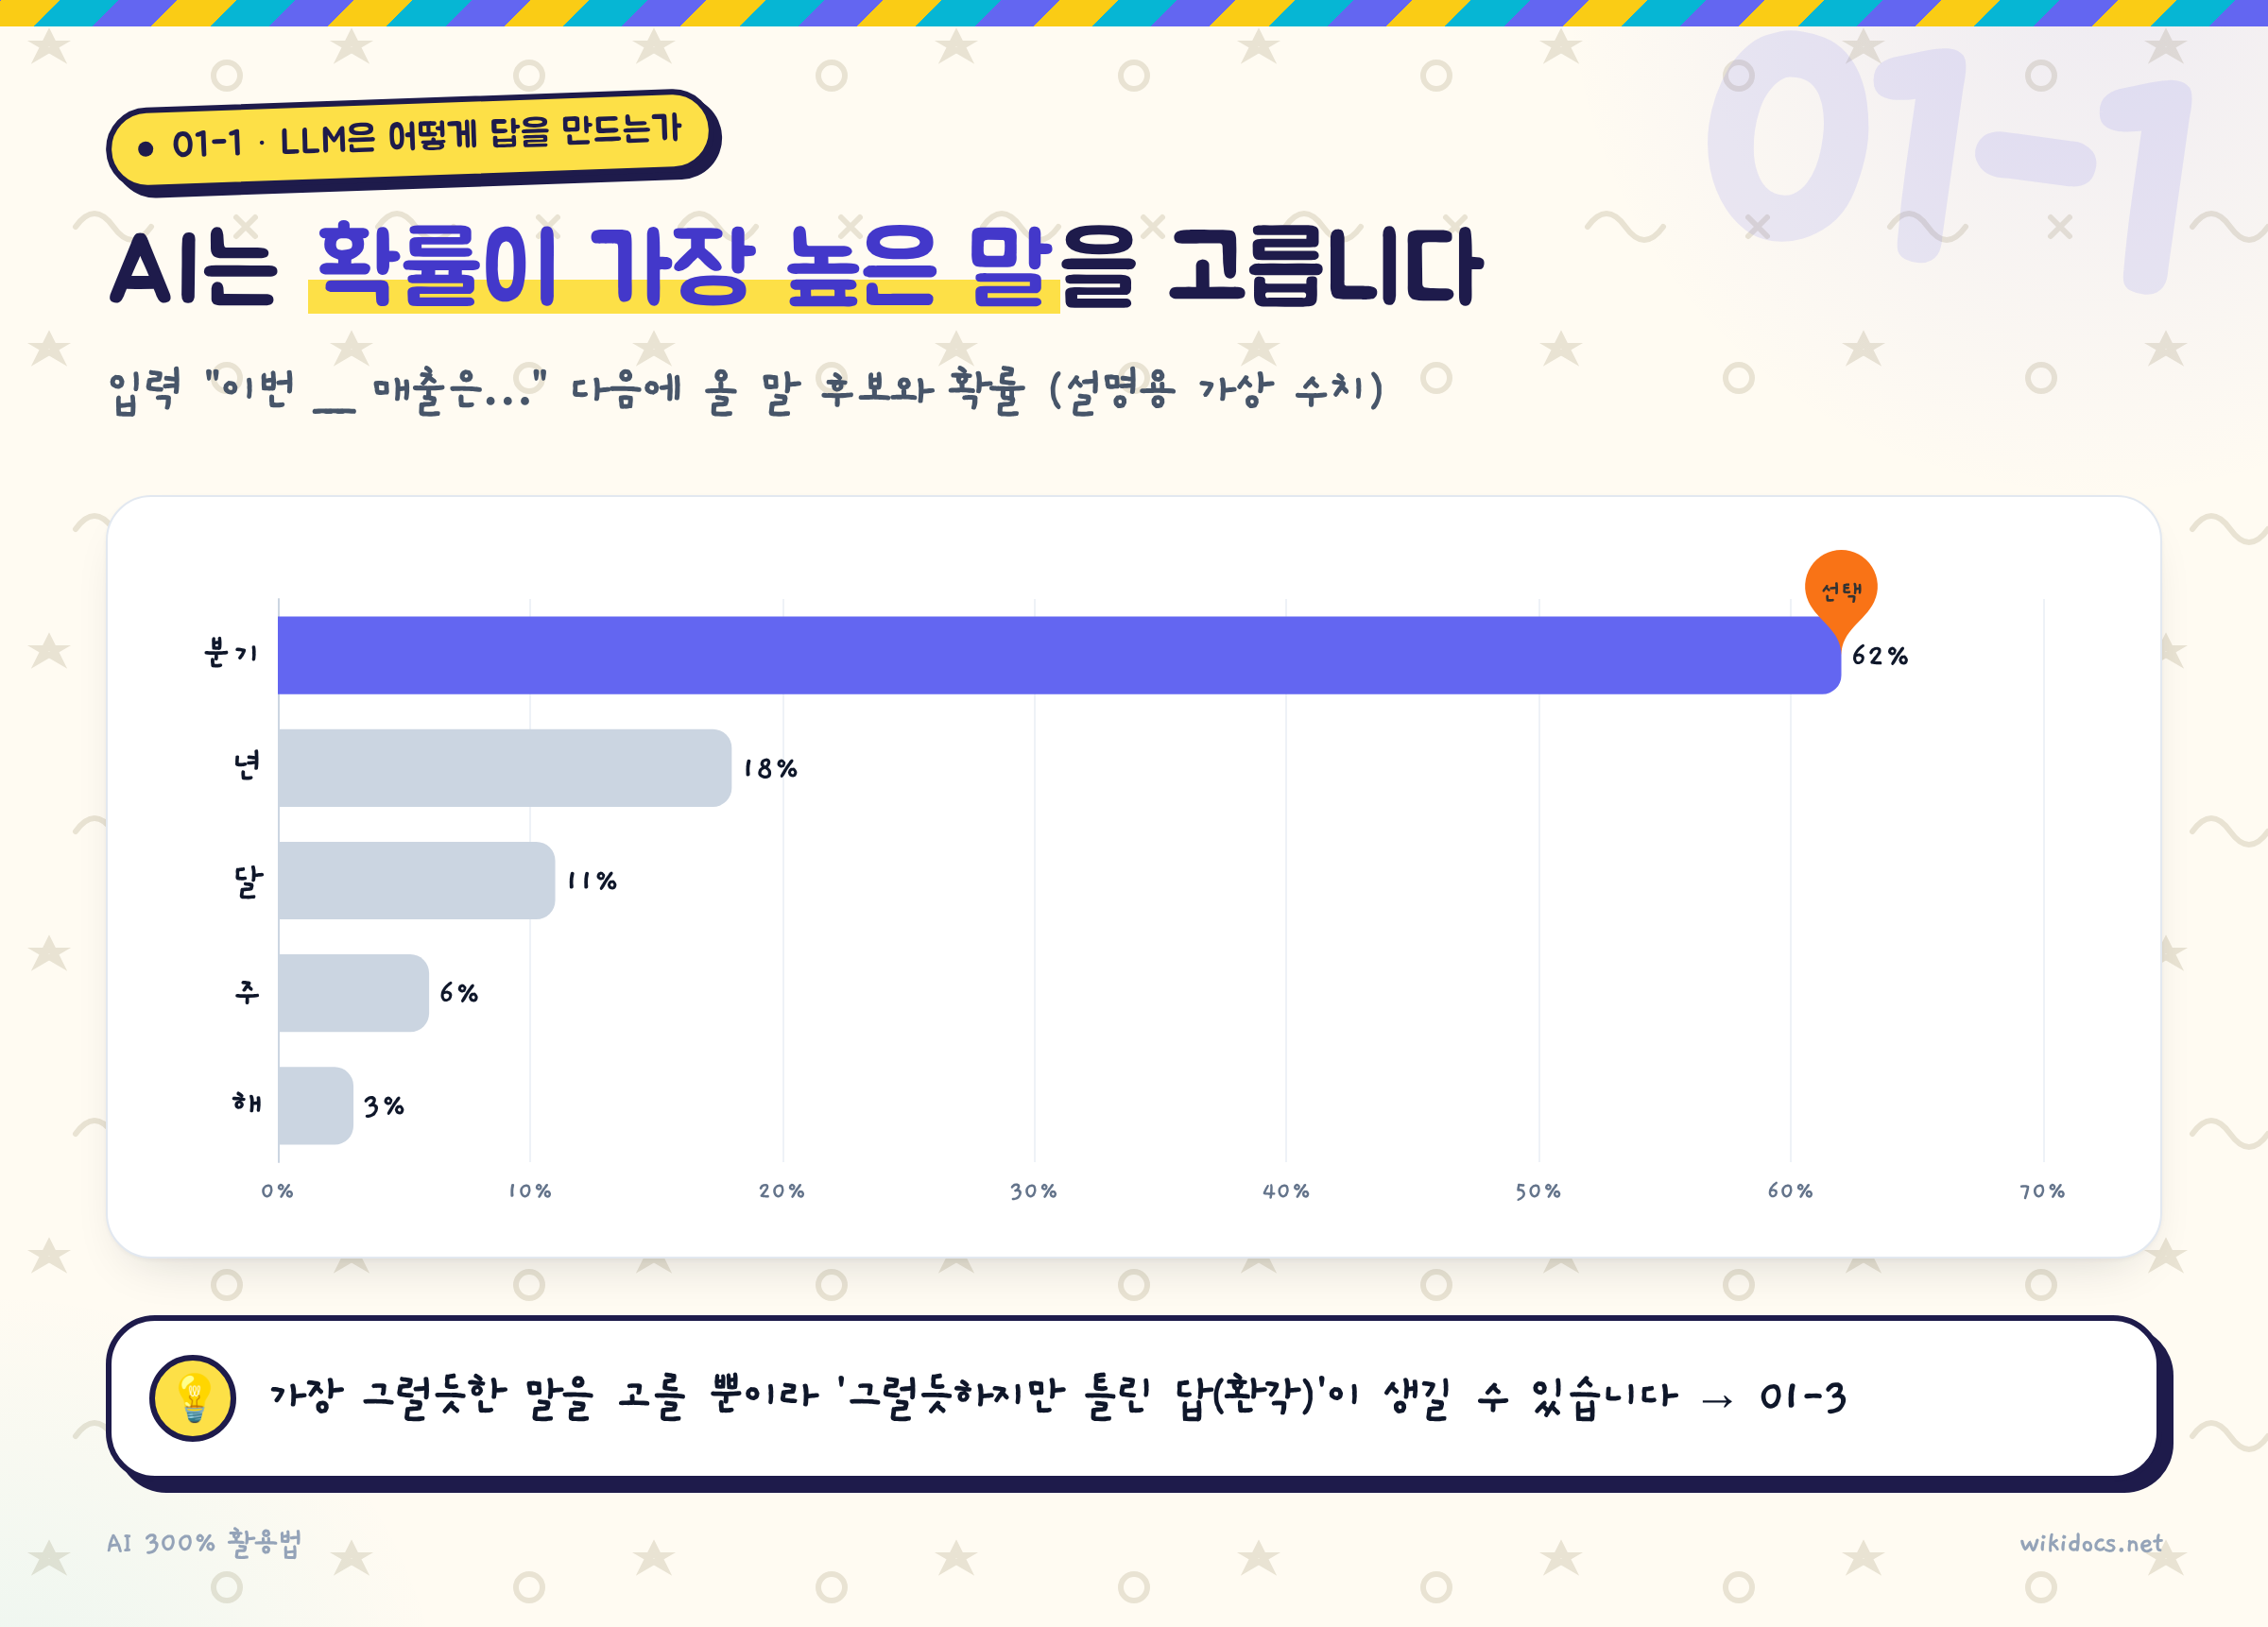 01-1
• 01-1 · LLM은 어떻게 답을 만드는가
AI는 확률이 가장 높은 말을 고릅니다
입력 "이번 __ 매출은..." 다음에 올 말 후보와 확률 (설명용 가상 수치)
선택
분기 62%
년 18%
달 11%
주 6%
해 3%
0% 10% 20% 30% 40% 50% 60% 70%
가장 그럴듯한 말을 고를 뿐이라 '그럴듯하지만 틀린 답(환각)'이 생길 수 있습니다 → 01-3
AI 300% 활용법
wikidocs.net